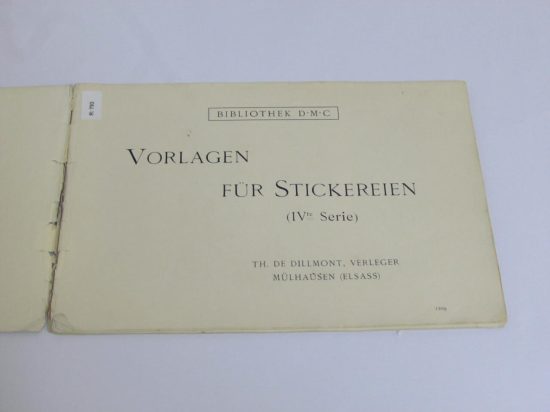 BIBLIOTHEK D·M·C
VORLAGEN
FÜR STICKEREIEN
(IVte Serie)
TH. DE DILLMONT, VERLEGER
MÜLHAUSEN (ELSASS)